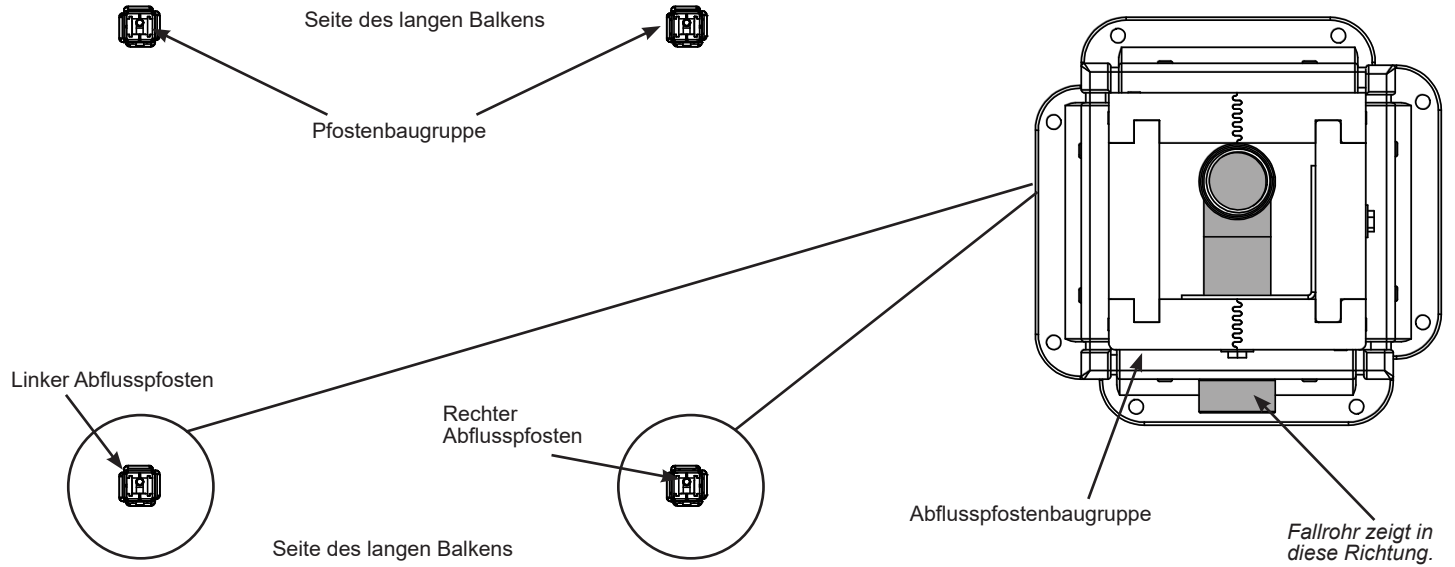 Seite des langen Balkens
Pfostenbaugruppe
Linker Abflusspfosten
Rechter
Abflusspfosten
Seite des langen Balkens
Abflusspfostenbaugruppe
Fallrohr zeigt in
diese Richtung.